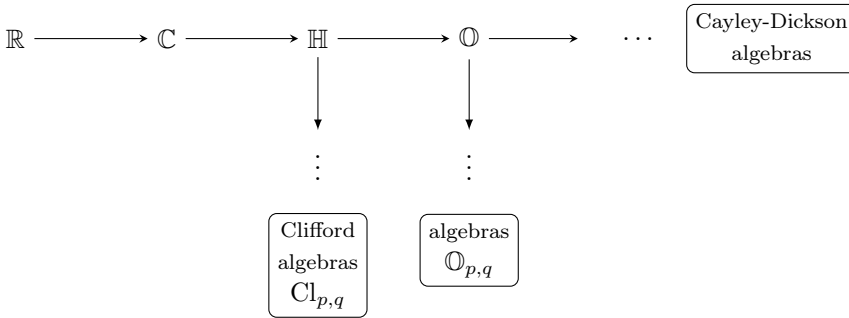 ℝ ℂ ℍ 𝕆 ⋯ Cayley-Dickson
algebras
⋮ ⋮
Clifford
algebras
Cl_{p,q}
algebras
𝕆_{p,q}